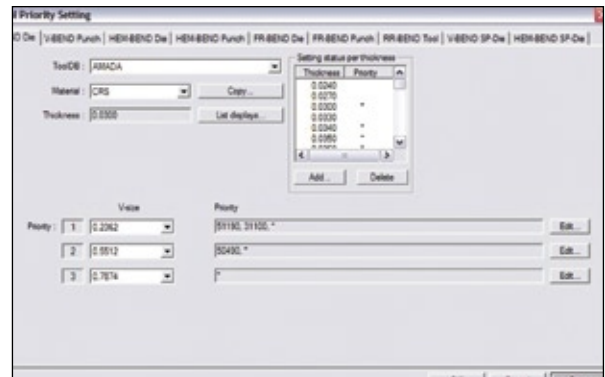 l Priority Setting
D Die | V-BEND Punch | HEM-BEND Die | HEM-BEND Punch | FR-BEND Die | FR-BEND Punch | RR-BEND Tool | V-BEND SP-Die | HEM-BEND SP-Die
ToolDB : AMADA
Material : CRS Copy...
Thickness : 0.0300 List displays...
Setting status per thickness
Thickness Priority
0.0240
0.0270
0.0300 *
0.0330
0.0340 *
0.0350 *
Add... Delete
V-size Priority
Priority : 1 0.2362 51180, 31100, * Edit...
2 0.5512 50490, * Edit...
3 0.7874 * Edit...